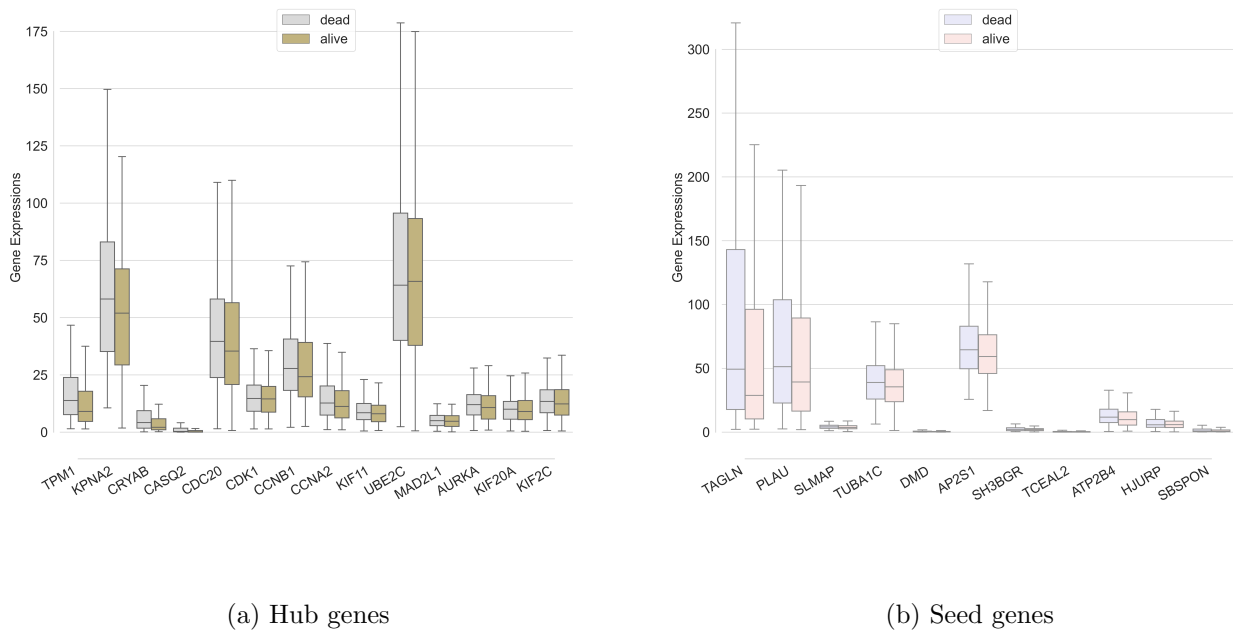 dead
alive
175
150
125
100
75
50
25
0
Gene Expressions
TPM1
KPNA2
CRYAB
CASQ2
CDC20
CDK1
CCNB1
CCNA2
KIF11
UBE2C
MAD2L1
AURKA
KIF20A
KIF2C
(a) Hub genes
dead
alive
300
250
200
150
100
50
0
Gene Expressions
TAGLN
PLAU
SLMAP
TUBA1C
DMD
AP2S1
SH3BGR
TCEAL2
ATP2B4
HJURP
SBSPON
(b) Seed genes